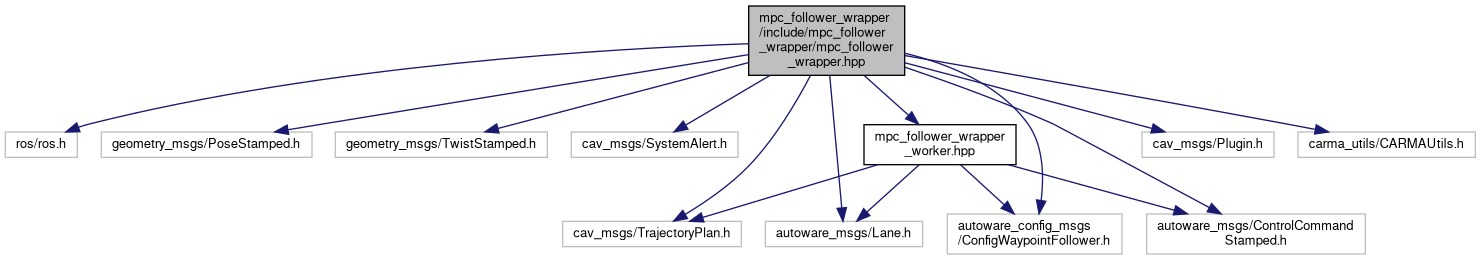 mpc_follower_wrapper
/include/mpc_follower
_wrapper/mpc_follower
_wrapper.hpp
ros/ros.h
geometry_msgs/PoseStamped.h
geometry_msgs/TwistStamped.h
cav_msgs/SystemAlert.h
mpc_follower_wrapper
_worker.hpp
cav_msgs/Plugin.h
carma_utils/CARMAUtils.h
cav_msgs/TrajectoryPlan.h
autoware_msgs/Lane.h
autoware_config_msgs
/ConfigWaypointFollower.h
autoware_msgs/ControlCommand
Stamped.h